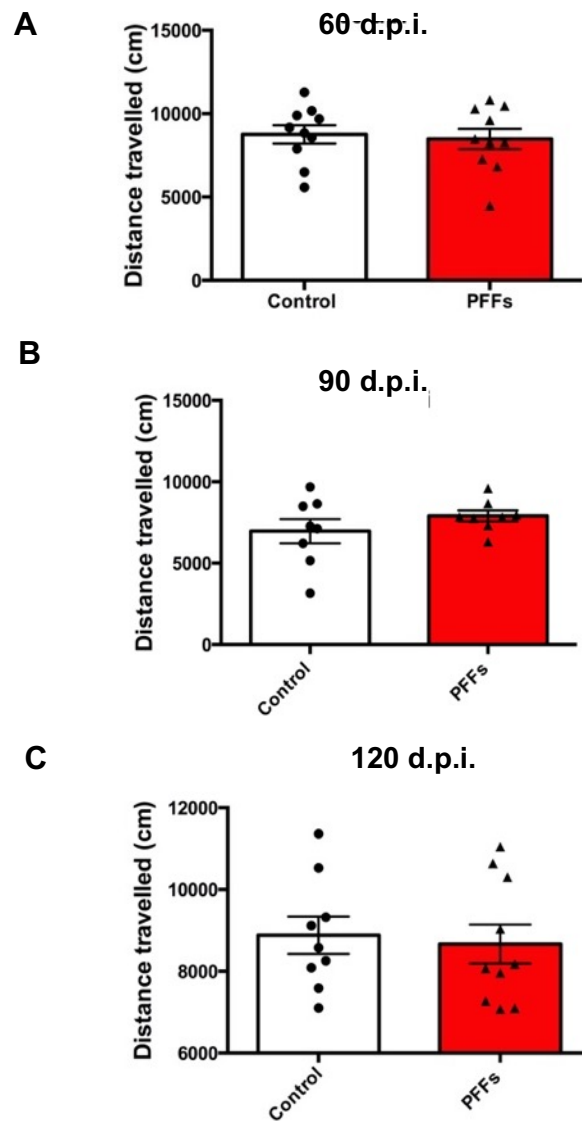 A
60 d.p.i.
Distance travelled (cm)
15000
10000
5000
0
Control PFFs
B
90 d.p.i.
Distance travelled (cm)
15000
10000
5000
0
Control PFFs
C
120 d.p.i.
Distance travelled (cm)
12000
10000
8000
6000
Control PFFs